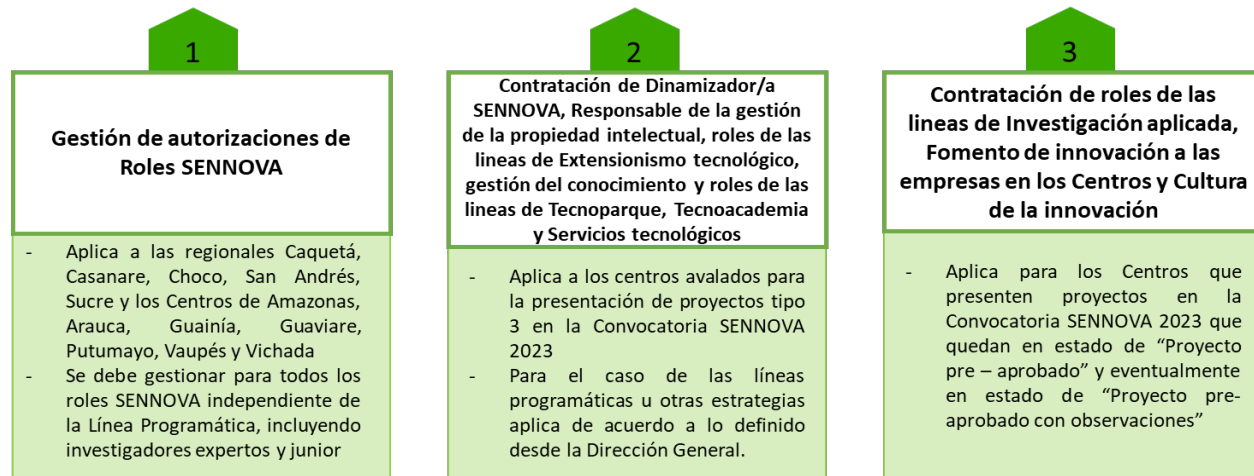 1
Gestión de autorizaciones de
Roles SENNOVA
- Aplica a las regionales Caquetá,
Casanare, Choco, San Andrés,
Sucre y los Centros de Amazonas,
Arauca, Guainía, Guaviare,
Putumayo, Vaupés y Vichada
- Se debe gestionar para todos los
roles SENNOVA independiente de
la Línea Programática, incluyendo
investigadores expertos y junior
2
Contratación de Dinamizador/a
SENNOVA, Responsable de la gestión
de la propiedad intelectual, roles de las
lineas de Extensionismo tecnológico,
gestión del conocimiento y roles de las
lineas de Tecnoparque, Tecnoacademia
y Servicios tecnológicos
- Aplica a los centros avalados para
la presentación de proyectos tipo
3 en la Convocatoria SENNOVA
2023
- Para el caso de las líneas
programáticas u otras estrategias
aplica de acuerdo a lo definido
desde la Dirección General.
3
Contratación de roles de las
lineas de Investigación aplicada,
Fomento de innovación a las
empresas en los Centros y Cultura
de la innovación
- Aplica para los Centros que
presenten proyectos en la
Convocatoria SENNOVA 2023 que
quedan en estado de “Proyecto
pre – aprobado” y eventualmente
en estado de “Proyecto pre-
aprobado con observaciones”